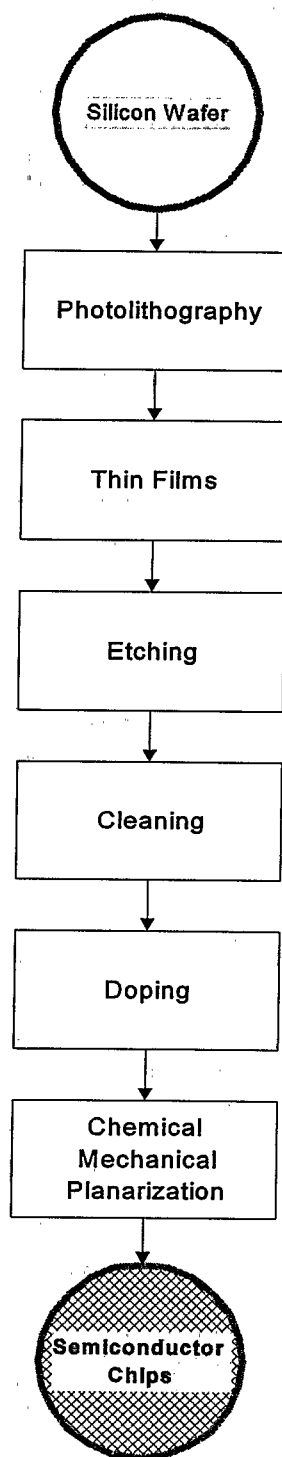 Silicon Wafer
Photolithography
Thin Films
Etching
Cleaning
Doping
Chemical
Mechanical
Planarization
Semiconductor
Chips